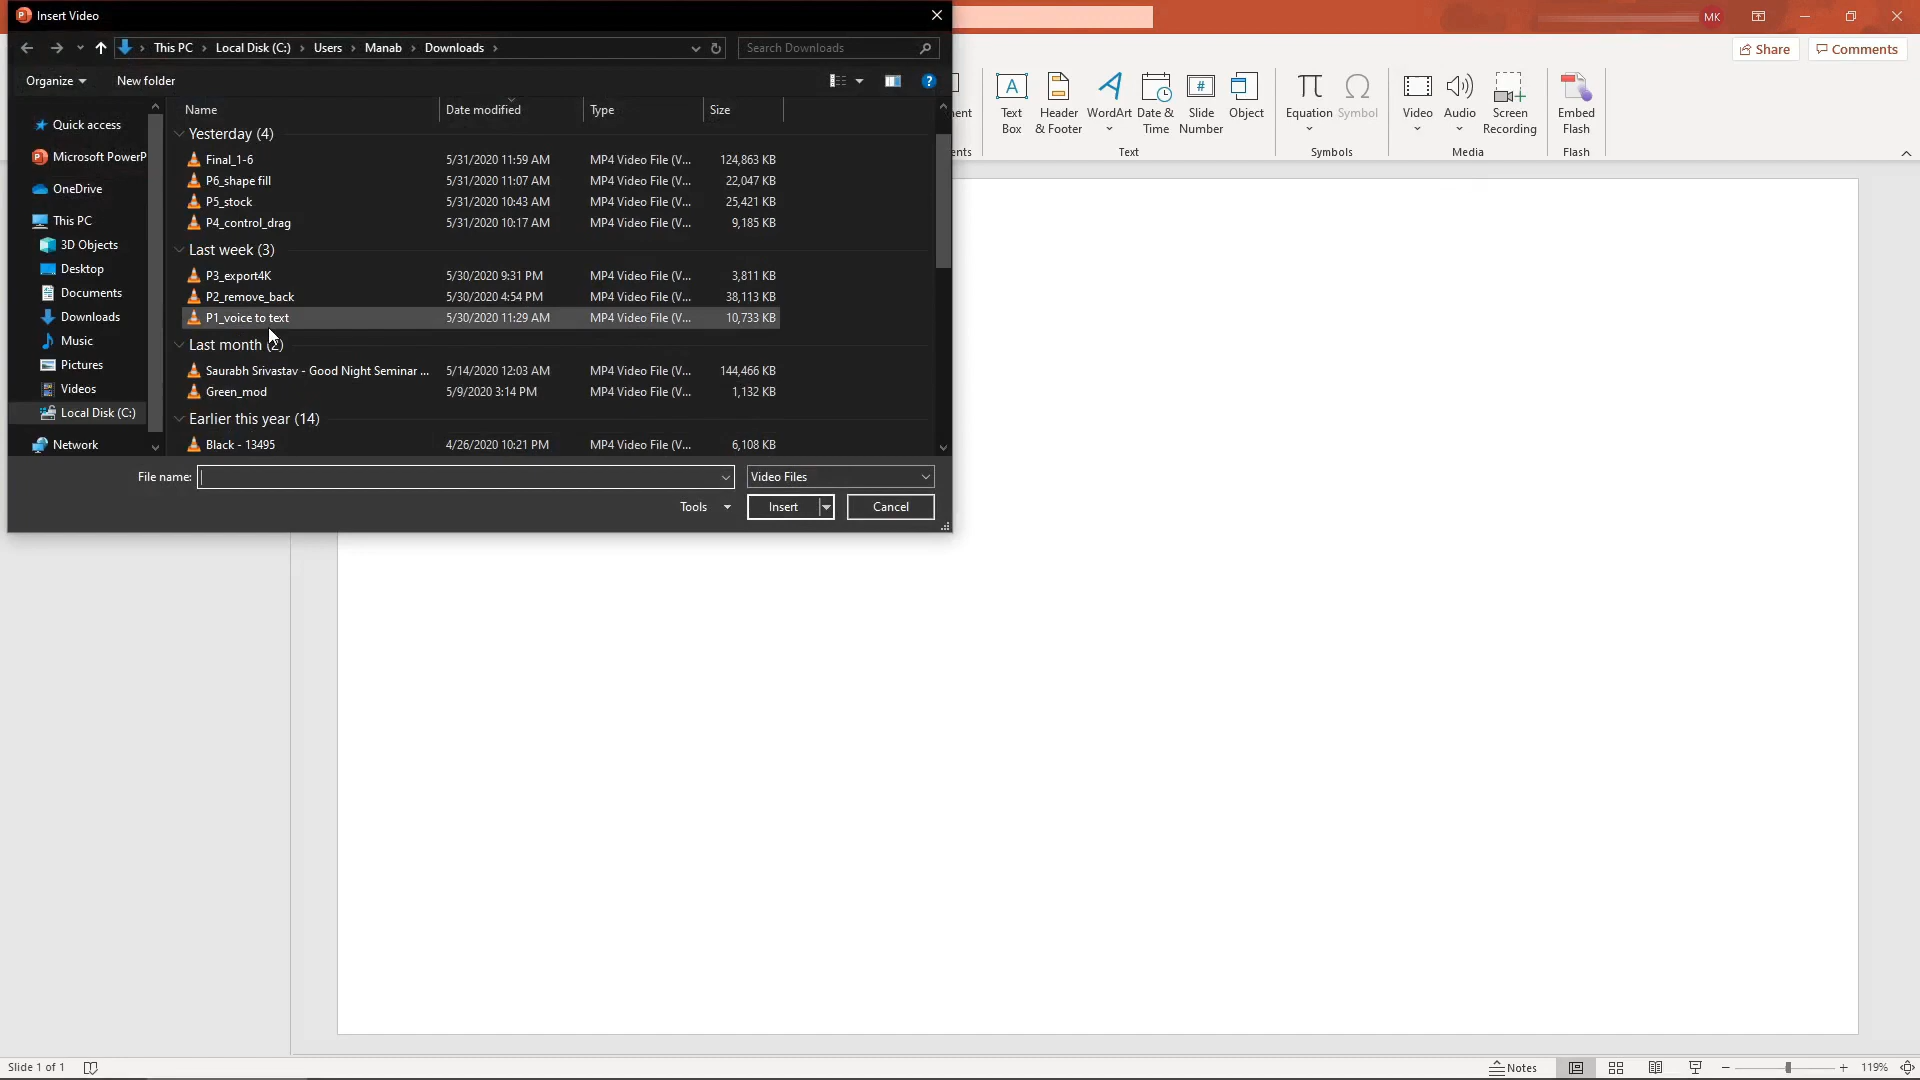 Insert Video
MK
This PC > Local Disk (C:) > Users > Manab > Downloads >
Search Downloads
Share
Comments
Organize
New folder
Name
Date modified
Type
Size
Quick access
Microsoft PowerP
OneDrive
This PC
3D Objects
Desktop
Documents
Downloads
Music
Pictures
Videos
Local Disk (C:)
Network
Yesterday (4)
Final_1-6 5/31/2020 11:59 AM MP4 Video File (V... 124,863 KB
P6_shape fill 5/31/2020 11:07 AM MP4 Video File (V... 22,047 KB
P5_stock 5/31/2020 10:43 AM MP4 Video File (V... 25,421 KB
P4_control_drag 5/31/2020 10:17 AM MP4 Video File (V... 9,185 KB
Last week (3)
P3_export4K 5/30/2020 9:31 PM MP4 Video File (V... 3,811 KB
P2_remove_back 5/30/2020 4:54 PM MP4 Video File (V... 38,113 KB
P1_voice to text 5/30/2020 11:29 AM MP4 Video File (V... 10,733 KB
Last month (2)
Saurabh Srivastav - Good Night Seminar ... 5/14/2020 12:03 AM MP4 Video File (V... 144,466 KB
Green_mod 5/9/2020 3:14 PM MP4 Video File (V... 1,132 KB
Earlier this year (14)
Black - 13495 4/26/2020 10:21 PM MP4 Video File (V... 6,108 KB
File name:
Video Files
Tools
Insert
Cancel
ent
ents
Text
Box
Header
& Footer
WordArt
Date &
Time
Slide
Number
Object
Text
Equation
Symbol
Symbols
Video
Audio
Screen
Recording
Media
Embed
Flash
Flash
Slide 1 of 1
Notes
119%